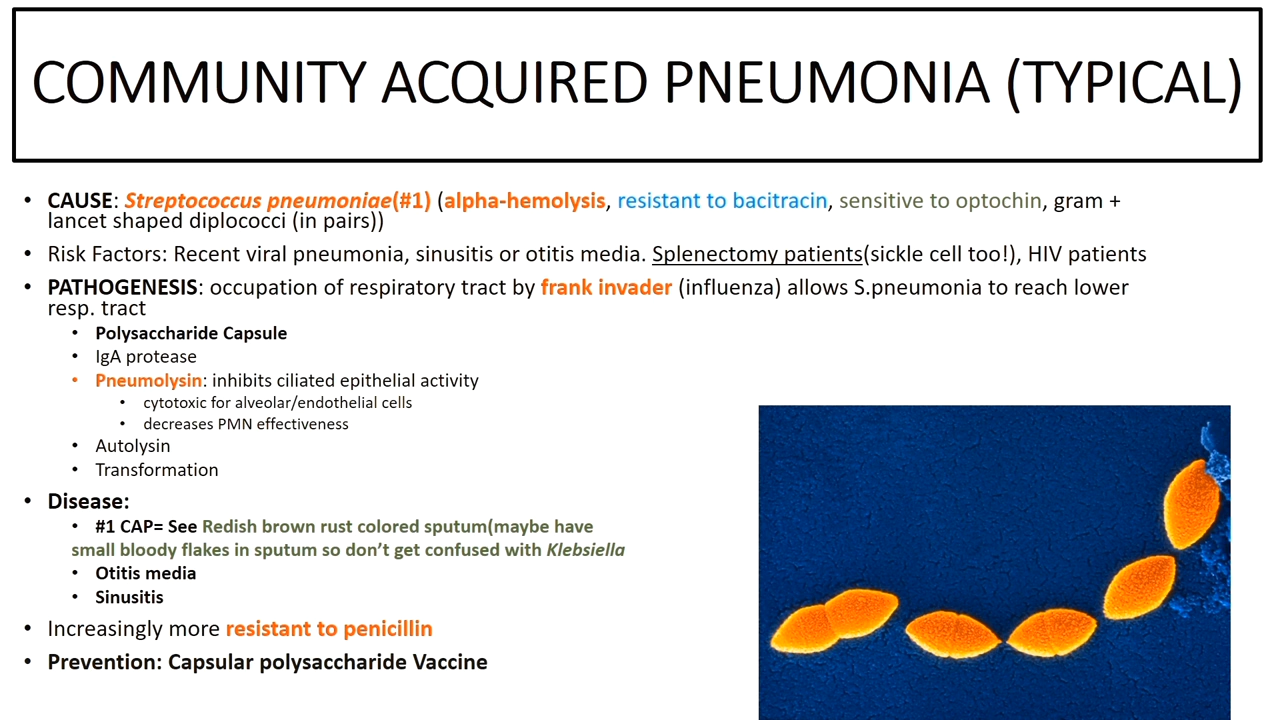 COMMUNITY ACQUIRED PNEUMONIA (TYPICAL)
• CAUSE: Streptococcus pneumoniae(#1) (alpha-hemolysis, resistant to bacitracin, sensitive to optochin, gram +
lancet shaped diplococci (in pairs))
• Risk Factors: Recent viral pneumonia, sinusitis or otitis media. Splenectomy patients(sickle cell too!), HIV patients
• PATHOGENESIS: occupation of respiratory tract by frank invader (influenza) allows S.pneumonia to reach lower
resp. tract
• Polysaccharide Capsule
• IgA protease
• Pneumolysin: inhibits ciliated epithelial activity
• cytotoxic for alveolar/endothelial cells
• decreases PMN effectiveness
• Autolysin
• Transformation
• Disease:
• #1 CAP= See Redish brown rust colored sputum(maybe have
small bloody flakes in sputum so don’t get confused with Klebsiella
• Otitis media
• Sinusitis
• Increasingly more resistant to penicillin
• Prevention: Capsular polysaccharide Vaccine